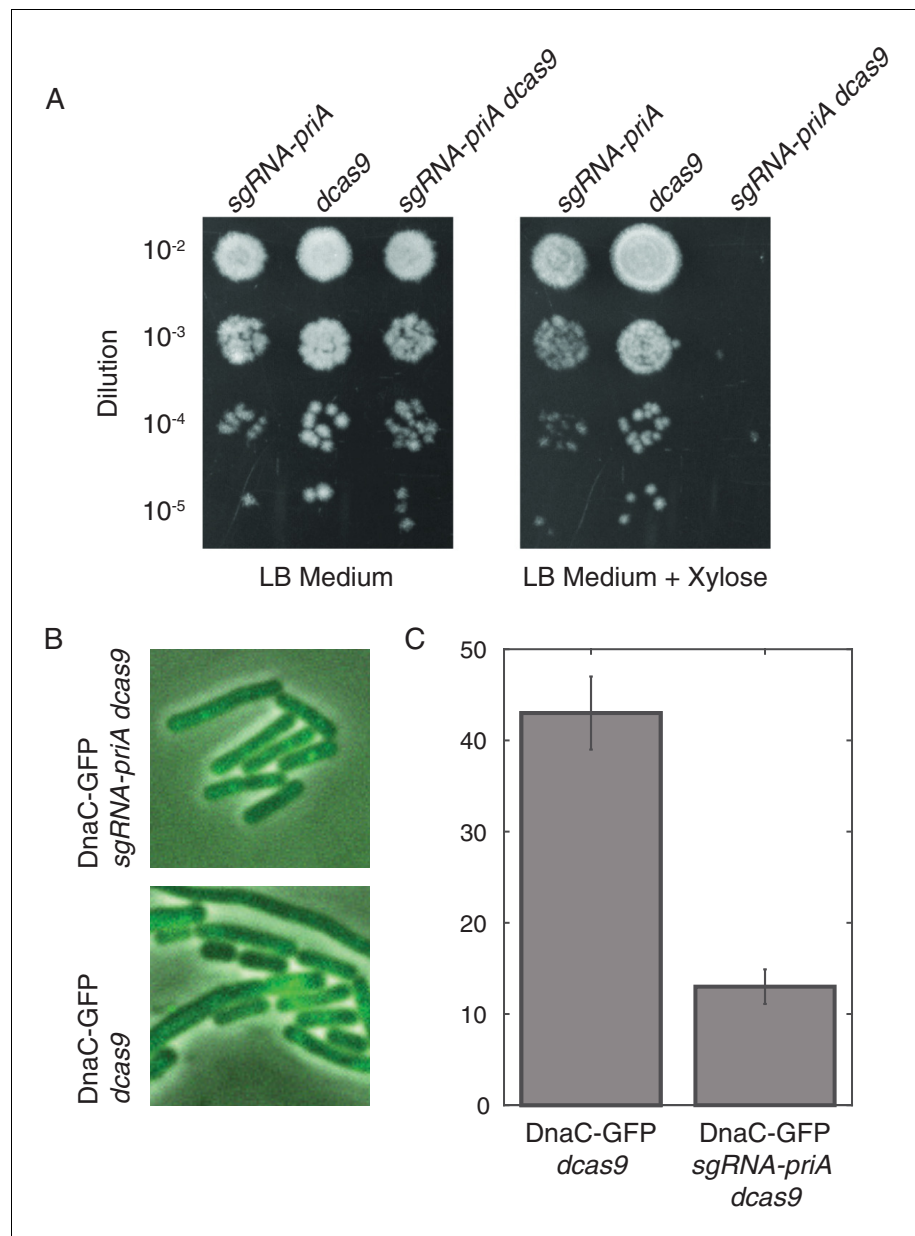 A
sgRNA-priA
dcas9
sgRNA-priA dcas9
sgRNA-priA
dcas9
sgRNA-priA dcas9
Dilution
10⁻²
10⁻³
10⁻⁴
10⁻⁵
LB Medium
LB Medium + Xylose
B
DnaC-GFP
sgRNA-priA dcas9
DnaC-GFP
dcas9
C
50
40
30
20
10
0
DnaC-GFP
dcas9
DnaC-GFP
sgRNA-priA
dcas9